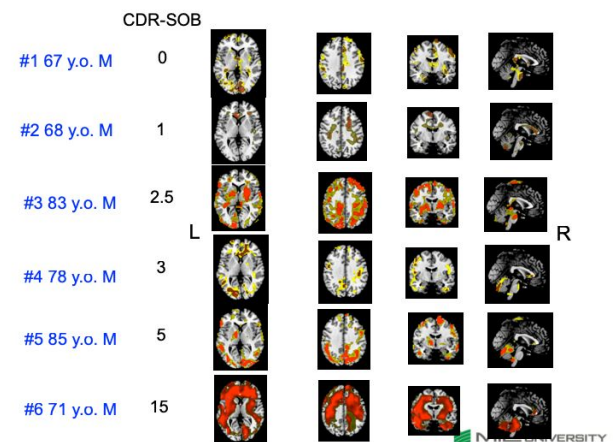 CDR-SOB
#1 67 y.o. M 0
#2 68 y.o. M 1
#3 83 y.o. M 2.5
L R
#4 78 y.o. M 3
#5 85 y.o. M 5
#6 71 y.o. M 15
UNIVERSITY